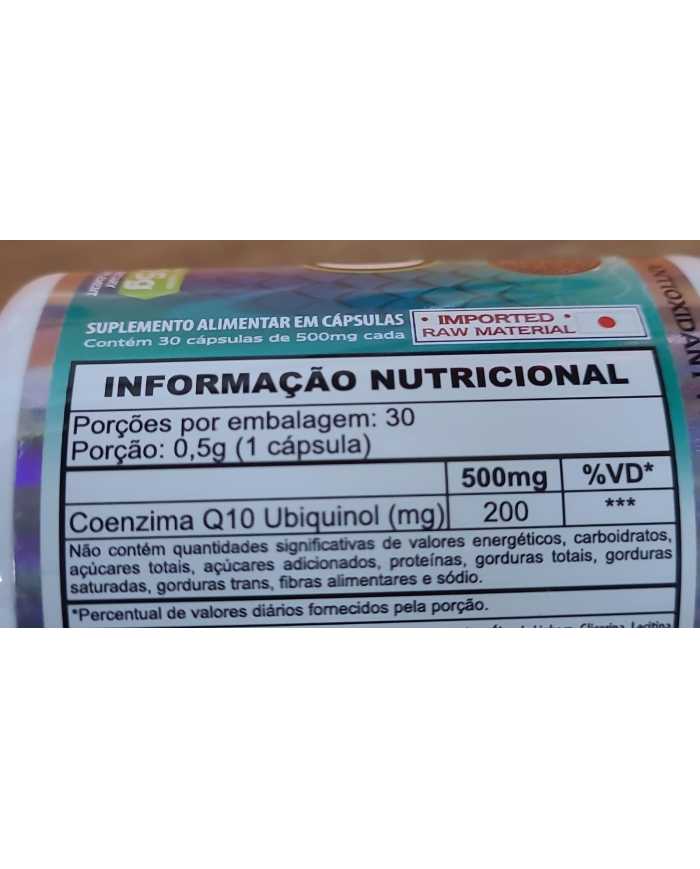 SUPLEMENTO ALIMENTAR EM CÁPSULAS
Contém 30 cápsulas de 500mg cada
• IMPORTED •
RAW MATERIAL
ANTIOXIDANT
INFORMAÇÃO NUTRICIONAL
Porções por embalagem: 30
Porção: 0,5g (1 cápsula)
500mg %VD*
Coenzima Q10 Ubiquinol (mg) 200 ***
Não contém quantidades significativas de valores energéticos, carboidratos,
açúcares totais, açúcares adicionados, proteínas, gorduras totais, gorduras
saturadas, gorduras trans, fibras alimentares e sódio.
*Percentual de valores diários fornecidos pela porção.
Glicerina, Lecitina